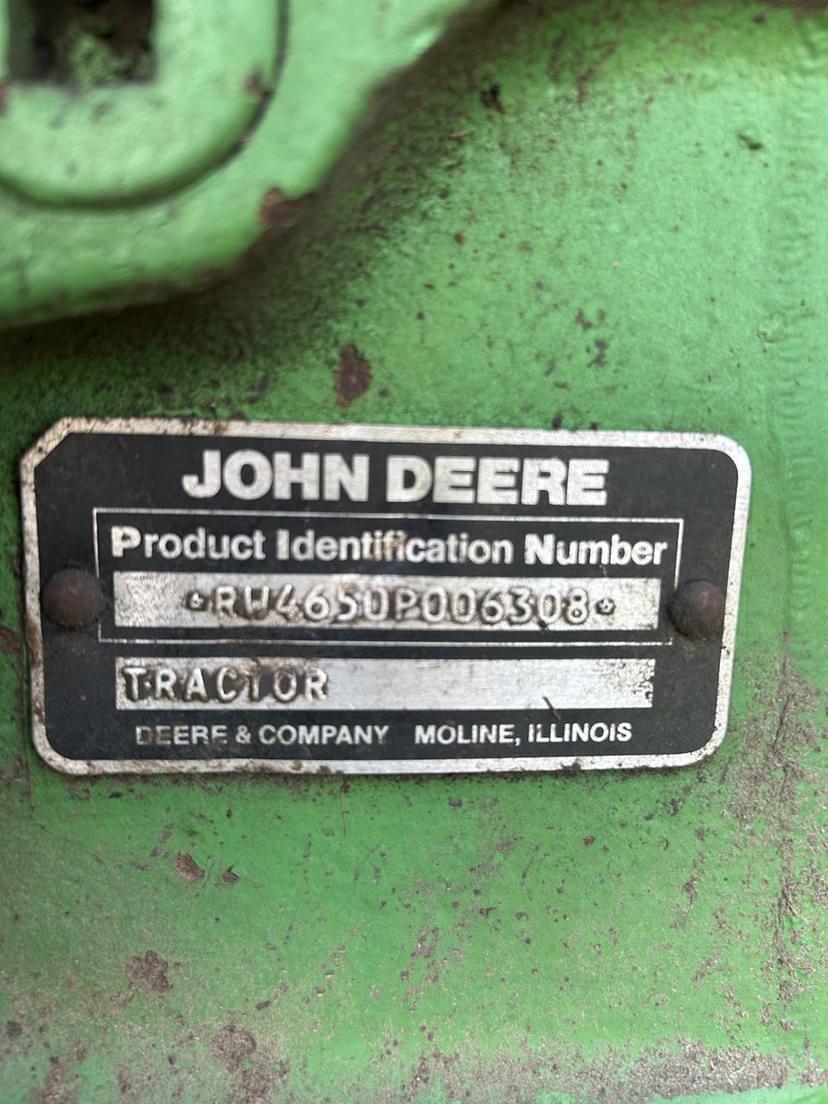 JOHN DEERE
Product Identification Number
*RW4650P006308*
TRACTOR
DEERE & COMPANY MOLINE, ILLINOIS